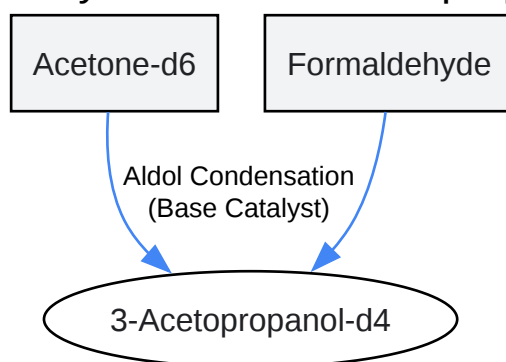 Acetone-d6
Formaldehyde
Aldol Condensation
(Base Catalyst)
3-Acetopropanol-d4